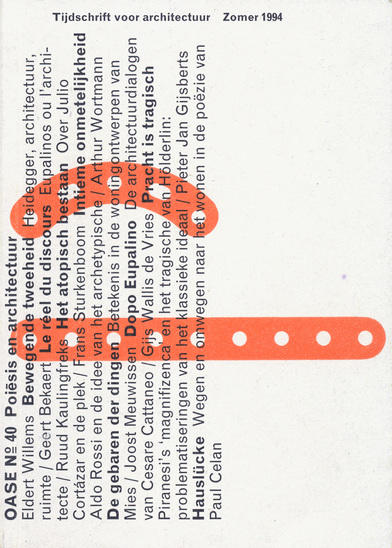 Tijdschrift voor architectuur Zomer 1994
OASE Nº 40 Poiësis en architectuur
Eldert Willems Bewegende tweeheid Heidegger, architectuur,
ruimte / Geert Bekaert Le réel du discours Eupalinos ou l'archi-
tecte / Ruud Kaulingfreks Het atopisch bestaan Over Julio
Cortázar en de plek / Frans Sturkenboom Intieme onmetelijkheid
Aldo Rossi en de idee van het archetypische / Arthur Wortmann
De gebaren der dingen Betekenis in de woningontwerpen van
Mies / Joost Meuwissen Dopo Eupalino De architectuurdialogen
van Cesare Cattaneo / Gijs Wallis de Vries Pracht is tragisch
Piranesi's 'magnifizenca' en het tragische van Hölderlin:
problematiseringen van het klassieke ideaal / Pieter Jan Gijsberts
Hauslücke Wegen en omwegen naar het wonen in de poëzie van
Paul Celan